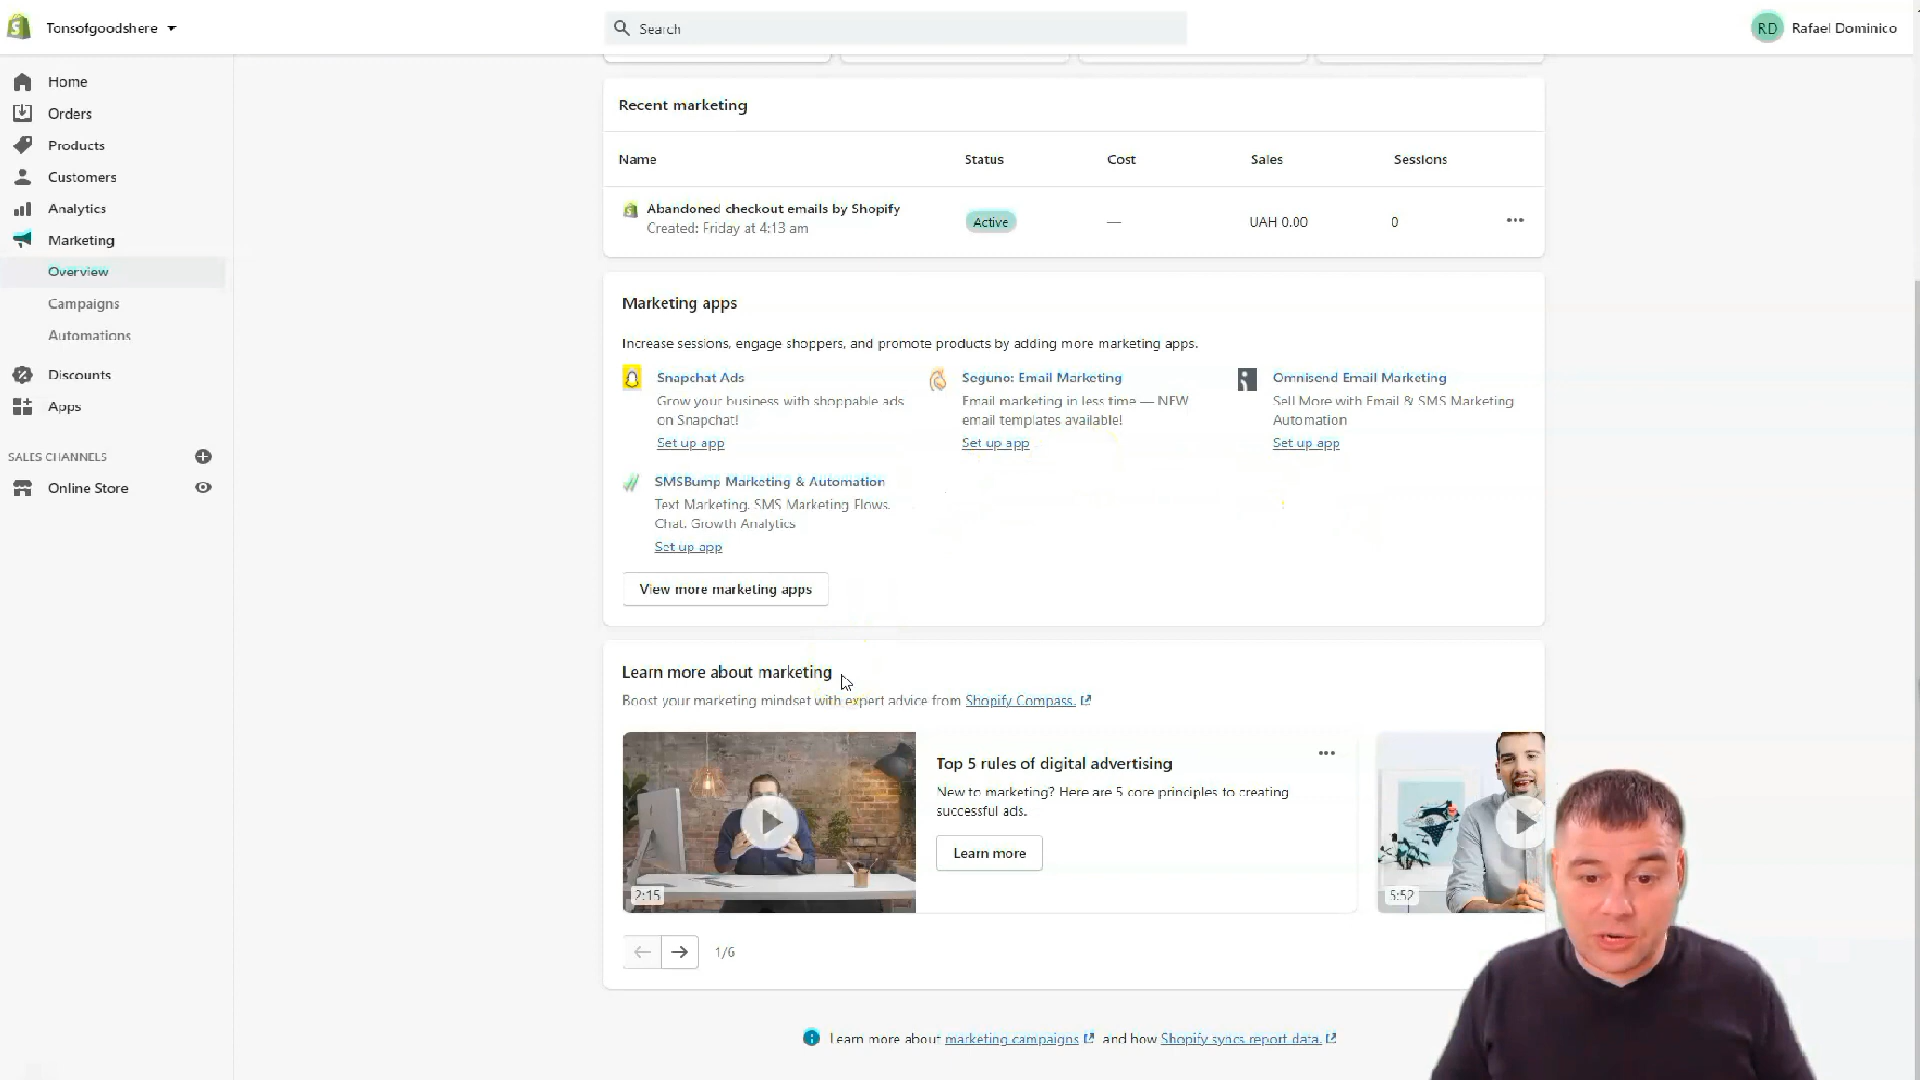 Tonsofgoodshere
Search
RD Rafael Dominico
Home
Orders
Products
Customers
Analytics
Marketing
Overview
Campaigns
Automations
Discounts
Apps
SALES CHANNELS
Online Store
Recent marketing
Name Status Cost Sales Sessions
Abandoned checkout emails by Shopify
Created: Friday at 4:13 am
Active — UAH 0.00 0
Marketing apps
Increase sessions, engage shoppers, and promote products by adding more marketing apps.
Snapchat Ads
Grow your business with shoppable ads
on Snapchat!
Set up app
Seguno: Email Marketing
Email marketing in less time — NEW
email templates available!
Set up app
Omnisend Email Marketing
Sell More with Email & SMS Marketing
Automation
Set up app
SMSBump Marketing & Automation
Text Marketing, SMS Marketing Flows,
Chat, Growth Analytics
Set up app
View more marketing apps
Learn more about marketing
Boost your marketing mindset with expert advice from Shopify Compass.
2:15
Top 5 rules of digital advertising
New to marketing? Here are 5 core principles to creating
successful ads.
Learn more
5:52
1/6
Learn more about marketing campaigns and how Shopify syncs report data.